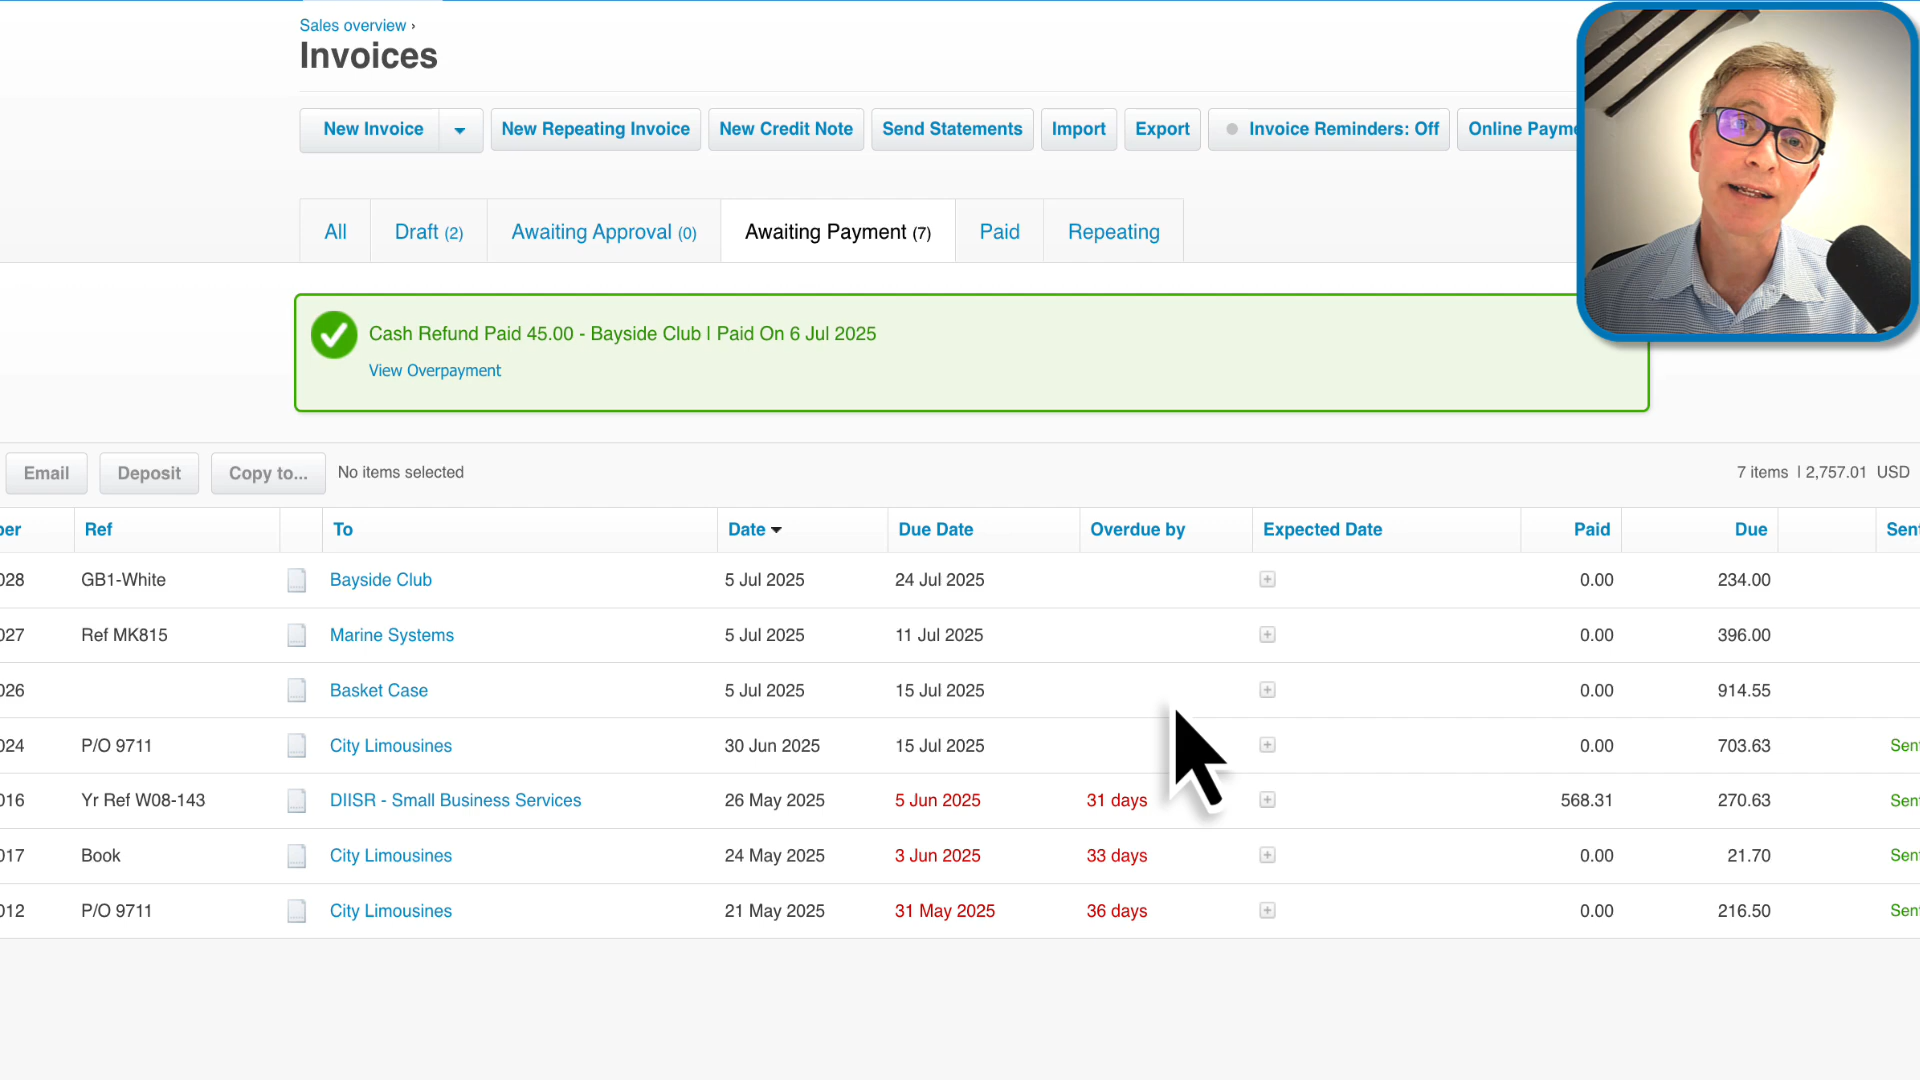 Sales overview ›
Invoices
New Invoice New Repeating Invoice New Credit Note Send Statements Import Export Invoice Reminders: Off Online
All Draft (2) Awaiting Approval (0) Awaiting Payment (7) Paid Repeating
Cash Refund Paid 45.00 - Bayside Club | Paid On 6 Jul 2025
View Overpayment
Email Deposit Copy to... No items selected 7 items | 2,757.01 USD
Ref To Date Due Date Overdue by Expected Date Paid Due
028 GB1-White Bayside Club 5 Jul 2025 24 Jul 2025 0.00 234.00
027 Ref MK815 Marine Systems 5 Jul 2025 11 Jul 2025 0.00 396.00
026 Basket Case 5 Jul 2025 15 Jul 2025 0.00 914.55
024 P/O 9711 City Limousines 30 Jun 2025 15 Jul 2025 0.00 703.63 Sent
016 Yr Ref W08-143 DIISR - Small Business Services 26 May 2025 5 Jun 2025 31 days 568.31 270.63 Sent
017 Book City Limousines 24 May 2025 3 Jun 2025 33 days 0.00 21.70 Sent
012 P/O 9711 City Limousines 21 May 2025 31 May 2025 36 days 0.00 216.50 Sent